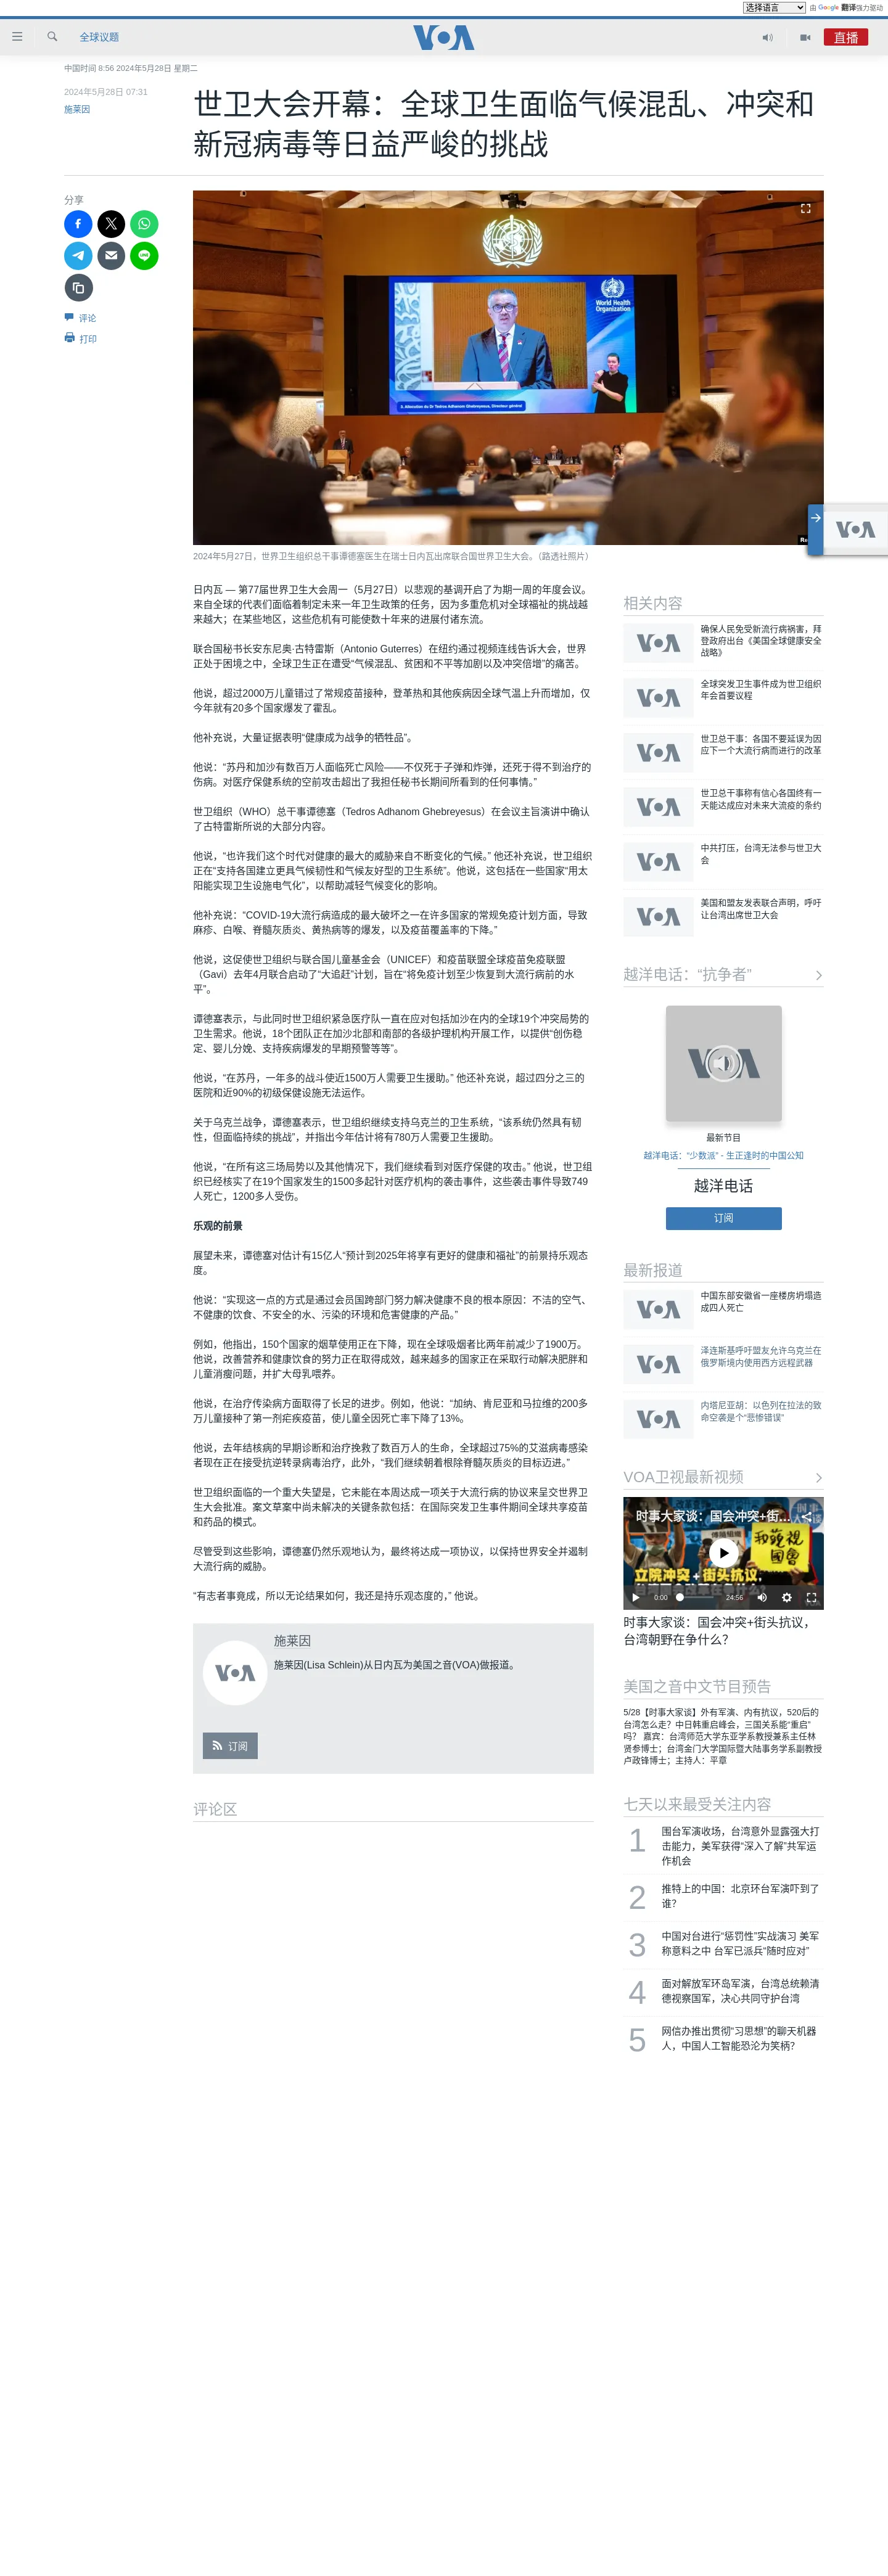 选择语言 由 Google 翻译强力驱动
全球议题
VOA
直播
中国时间 8:56 2024年5月28日 星期二
2024年5月28日 07:31
施莱因
世卫大会开幕：全球卫生面临气候混乱、冲突和
新冠病毒等日益严峻的挑战
分享
评论
打印
World Health
Organization
2024年5月27日，世界卫生组织总干事谭德塞医生在瑞士日内瓦出席联合国世界卫生大会。（路透社照片）
日内瓦 — 第77届世界卫生大会周一（5月27日）以悲观的基调开启了为期一周的年度会议。
来自全球的代表们面临着制定未来一年卫生政策的任务，因为多重危机对全球福祉的挑战越
来越大；在某些地区，这些危机有可能使数十年来的进展付诸东流。
联合国秘书长安东尼奥·古特雷斯（Antonio Guterres）在纽约通过视频连线告诉大会，世界
正处于困境之中，全球卫生正在遭受“气候混乱、贫困和不平等加剧以及冲突倍增”的痛苦。
他说，超过2000万儿童错过了常规疫苗接种，登革热和其他疾病因全球气温上升而增加，仅
今年就有20多个国家爆发了霍乱。
他补充说，大量证据表明“健康成为战争的牺牲品”。
他说：“苏丹和加沙有数百万人面临死亡风险——不仅死于子弹和炸弹，还死于得不到治疗的
伤病。对医疗保健系统的空前攻击超出了我担任秘书长期间所看到的任何事情。”
世卫组织（WHO）总干事谭德塞（Tedros Adhanom Ghebreyesus）在会议主旨演讲中确认
了古特雷斯所说的大部分内容。
他说，“也许我们这个时代对健康的最大的威胁来自不断变化的气候。” 他还补充说，世卫组织
正在“支持各国建立更具气候韧性和气候友好型的卫生系统”。他说，这包括在一些国家“用太
阳能实现卫生设施电气化”，以帮助减轻气候变化的影响。
他补充说：“COVID-19大流行病造成的最大破坏之一在许多国家的常规免疫计划方面，导致
麻疹、白喉、脊髓灰质炎、黄热病等的爆发，以及疫苗覆盖率的下降。”
他说，这促使世卫组织与联合国儿童基金会（UNICEF）和疫苗联盟全球疫苗免疫联盟
（Gavi）去年4月联合启动了“大追赶”计划，旨在“将免疫计划至少恢复到大流行病前的水
平”。
谭德塞表示，与此同时世卫组织紧急医疗队一直在应对包括加沙在内的全球19个冲突局势的
卫生需求。他说，18个团队正在加沙北部和南部的各级护理机构开展工作，以提供“创伤稳
定、婴儿分娩、支持疾病爆发的早期预警等等”。
他说，“在苏丹，一年多的战斗使近1500万人需要卫生援助。” 他还补充说，超过四分之三的
医院和近90%的初级保健设施无法运作。
关于乌克兰战争，谭德塞表示，世卫组织继续支持乌克兰的卫生系统，“该系统仍然具有韧
性，但面临持续的挑战”，并指出今年估计将有780万人需要卫生援助。
他说，“在所有这三场局势以及其他情况下，我们继续看到对医疗保健的攻击。” 他说，世卫组
织已经核实了在19个国家发生的1500多起针对医疗机构的袭击事件，这些袭击事件导致749
人死亡，1200多人受伤。
乐观的前景
展望未来，谭德塞对估计有15亿人“预计到2025年将享有更好的健康和福祉”的前景持乐观态
度。
他说：“实现这一点的方式是通过会员国跨部门努力解决健康不良的根本原因：不洁的空气、
不健康的饮食、不安全的水、污染的环境和危害健康的产品。”
例如，他指出，150个国家的烟草使用正在下降，现在全球吸烟者比两年前减少了1900万。
他说，改善营养和健康饮食的努力正在取得成效，越来越多的国家正在采取行动解决肥胖和
儿童消瘦问题，并扩大母乳喂养。
他说，在治疗传染病方面取得了长足的进步。例如，他说：“加纳、肯尼亚和马拉维的200多
万儿童接种了第一剂疟疾疫苗，使儿童全因死亡率下降了13%。
他说，去年结核病的早期诊断和治疗挽救了数百万人的生命，全球超过75%的艾滋病毒感染
者现在正在接受抗逆转录病毒治疗，此外，“我们继续朝着根除脊髓灰质炎的目标迈进。”
世卫组织面临的一个重大失望是，它未能在本周达成一项关于大流行病的协议来呈交世界卫
生大会批准。案文草案中尚未解决的关键条款包括：在国际突发卫生事件期间全球共享疫苗
和药品的模式。
尽管受到这些影响，谭德塞仍然乐观地认为，最终将达成一项协议，以保持世界安全并遏制
大流行病的威胁。
“有志者事竟成，所以无论结果如何，我还是持乐观态度的，” 他说。
施莱因
施莱因(Lisa Schlein)从日内瓦为美国之音(VOA)做报道。
订阅
评论区
相关内容
确保人民免受新流行病祸害，拜
登政府出台《美国全球健康安全
战略》
全球突发卫生事件成为世卫组织
年会首要议程
世卫总干事：各国不要延误为因
应下一个大流行病而进行的改革
世卫总干事称有信心各国终有一
天能达成应对未来大流疫的条约
中共打压，台湾无法参与世卫大
会
美国和盟友发表联合声明，呼吁
让台湾出席世卫大会
越洋电话：“抗争者”
最新节目
越洋电话：“少数派” - 生正逢时的中国公知
越洋电话
订阅
最新报道
中国东部安徽省一座楼房坍塌造
成四人死亡
泽连斯基呼吁盟友允许乌克兰在
俄罗斯境内使用西方远程武器
内塔尼亚胡：以色列在拉法的致
命空袭是个“悲惨错误”
VOA卫视最新视频
时事大家谈：国会冲突+街...
立院冲突+街头抗议，
0:00 24:56
时事大家谈：国会冲突+街头抗议，
台湾朝野在争什么？
美国之音中文节目预告
5/28【时事大家谈】外有军演、内有抗议，520后的
台湾怎么走？中日韩重启峰会，三国关系能“重启”
吗？ 嘉宾：台湾师范大学东亚学系教授兼系主任林
贤参博士；台湾金门大学国际暨大陆事务学系副教授
卢政锋博士；主持人：平章
七天以来最受关注内容
1 围台军演收场，台湾意外显露强大打
击能力，美军获得“深入了解”共军运
作机会
2 推特上的中国：北京环台军演吓到了
谁？
3 中国对台进行“惩罚性”实战演习 美军
称意料之中 台军已派兵“随时应对”
4 面对解放军环岛军演，台湾总统赖清
德视察国军，决心共同守护台湾
5 网信办推出贯彻“习思想”的聊天机器
人，中国人工智能恐沦为笑柄？